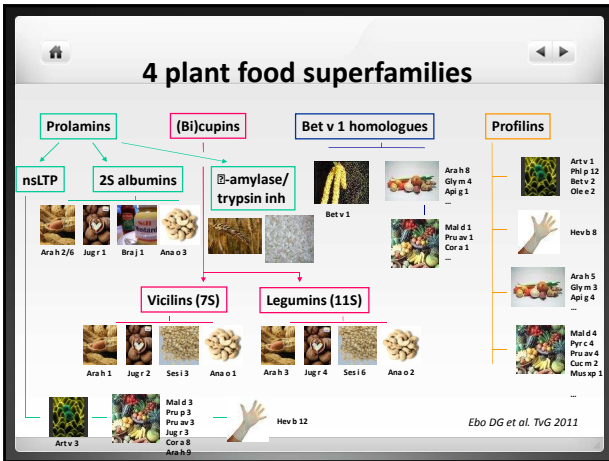 4 plant food superfamilies
Prolamins
(Bi)cupins
Bet v 1 homologues
Profilins
nsLTP
2S albumins
�-amylase/
trypsin inh
Ara h 2/6
Jug r 1
Bra j 1
Ana o 3
Bet v 1
Ara h 8
Gly m 4
Api g 1
...
Mal d 1
Pru av 1
Cor a 1
...
Art v 1
Phl p 12
Bet v 2
Ole e 2
Hev b 8
Ara h 5
Gly m 3
Api g 4
...
Mal d 4
Pyr c 4
Pru av 4
Cuc m 2
Mus xp 1
...
Vicilins (7S)
Legumins (11S)
Ara h 1
Jug r 2
Ses i 3
Ana o 1
Ara h 3
Jug r 4
Ses i 6
Ana o 2
Art v 3
Mal d 3
Pru p 3
Pru av 3
Jug r 3
Cor a 8
Ara h 9
Hev b 12
Ebo DG et al. TvG 2011